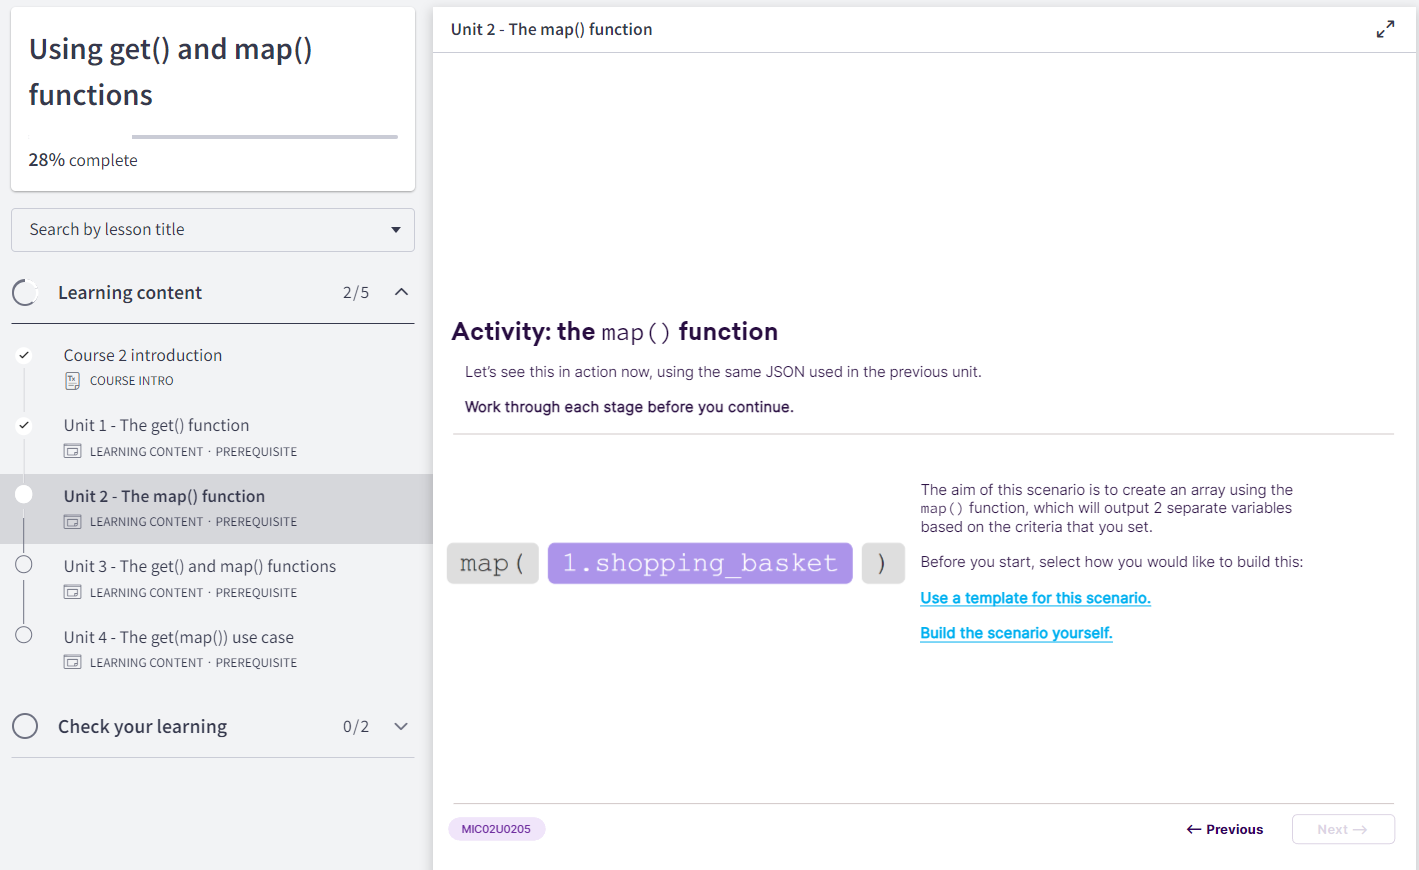 Using get() and map()
functions
28% complete
Search by lesson title
Learning content 2/5
Course 2 introduction
Tx COURSE INTRO
Unit 1 - The get() function
LEARNING CONTENT · PREREQUISITE
Unit 2 - The map() function
LEARNING CONTENT · PREREQUISITE
Unit 3 - The get() and map() functions
LEARNING CONTENT · PREREQUISITE
Unit 4 - The get(map()) use case
LEARNING CONTENT · PREREQUISITE
Check your learning 0/2
Unit 2 - The map() function
Activity: the map() function
Let's see this in action now, using the same JSON used in the previous unit.
Work through each stage before you continue.
map( 1.shopping_basket )
The aim of this scenario is to create an array using the
map() function, which will output 2 separate variables
based on the criteria that you set.
Before you start, select how you would like to build this:
Use a template for this scenario.
Build the scenario yourself.
MIC02U0205
← Previous
Next →